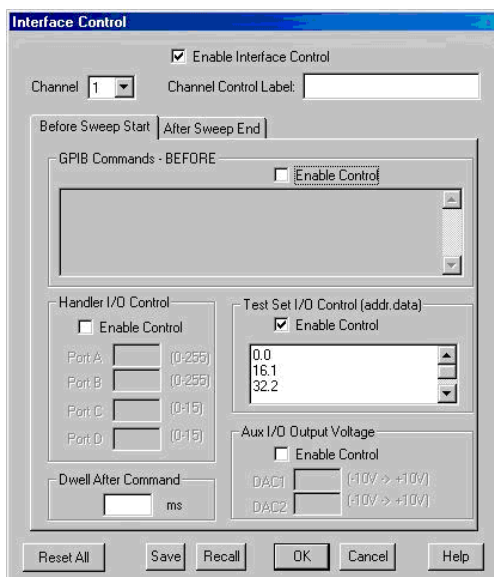 Interface Control
Enable Interface Control
Channel 1 Channel Control Label:
Before Sweep Start After Sweep End
GPIB Commands - BEFORE
Enable Control
Handler I/O Control
Enable Control
Port A (0-255)
Port B (0-255)
Port C (0-15)
Port D (0-15)
Test Set I/O Control (addr.data)
Enable Control
0.0
16.1
32.2
Aux I/O Output Voltage
Enable Control
DAC1 (-10V -> +10V)
DAC2 (-10V -> +10V)
Dwell After Command
ms
Reset All Save Recall OK Cancel Help